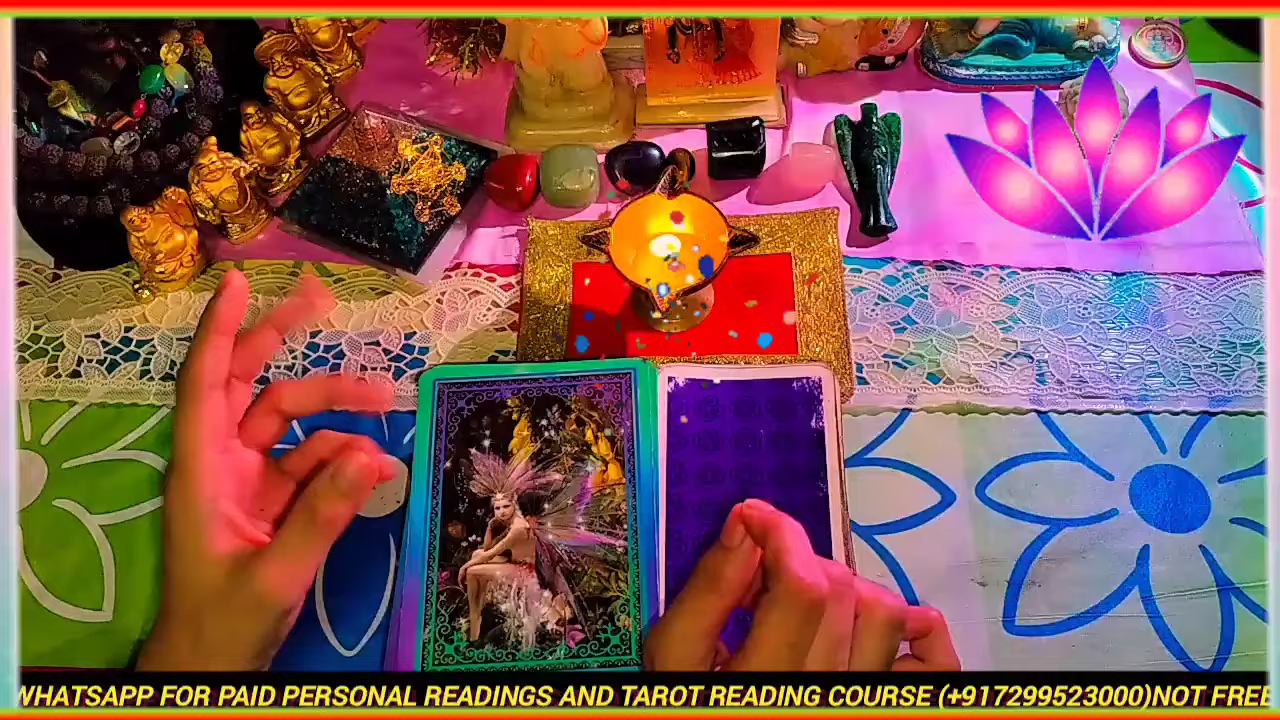 WHATSAPP FOR PAID PERSONAL READINGS AND TAROT READING COURSE (+917299523000)NOT FREE